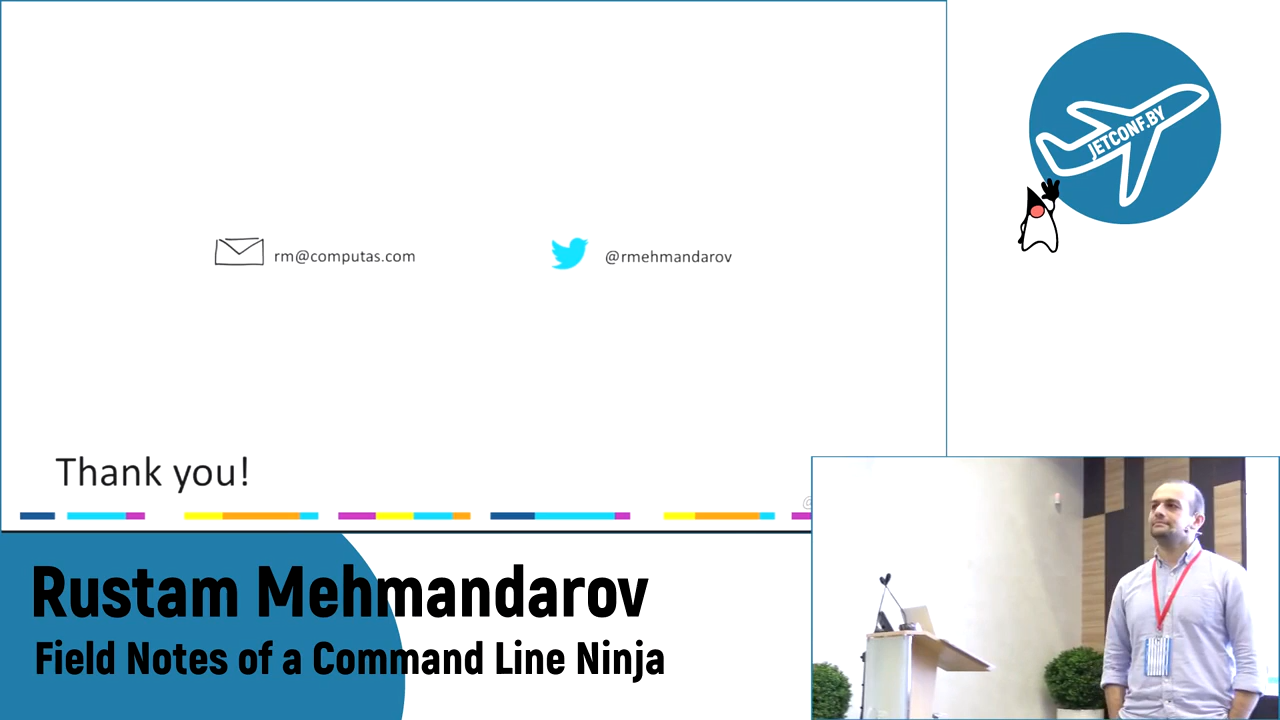 JETCONF.BY
rm@computas.com
@rmehmandarov
Thank you!
@
Rustam Mehmandarov
Field Notes of a Command Line Ninja